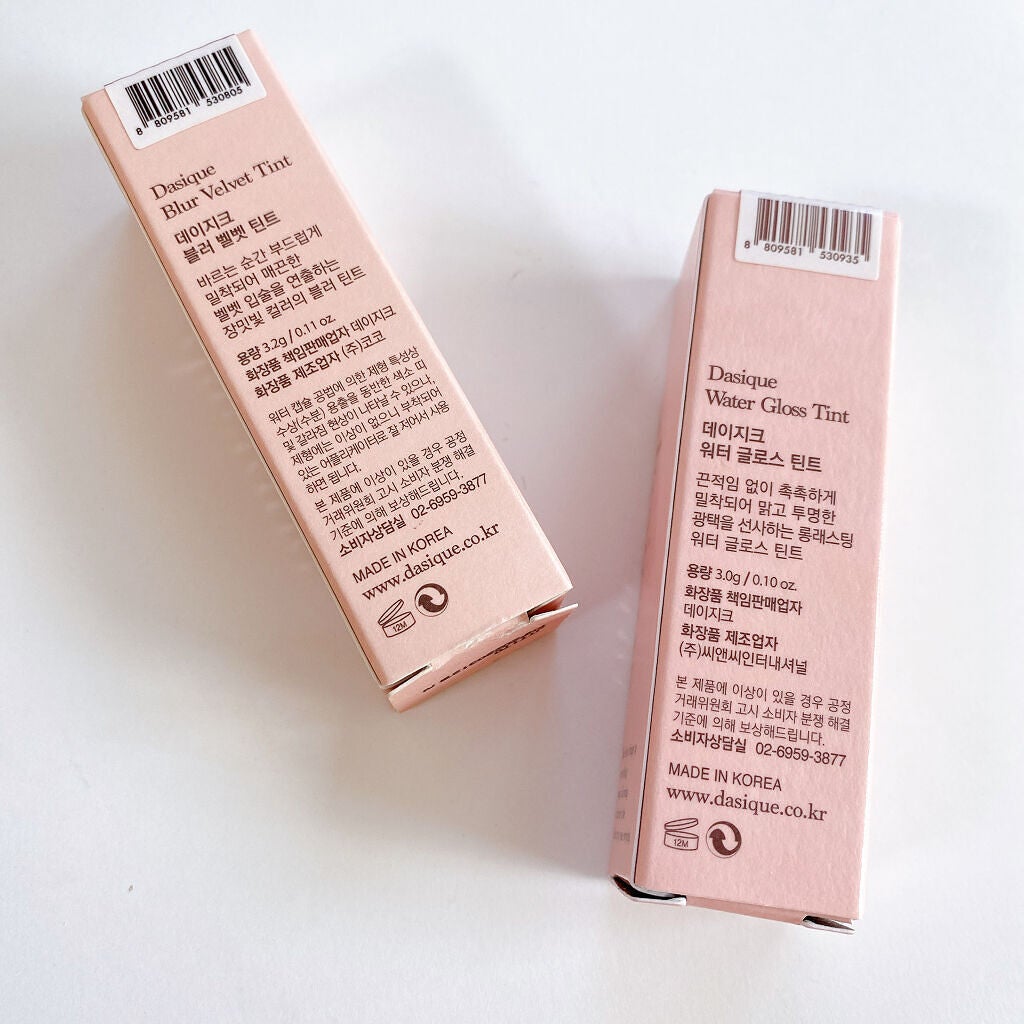 8 809581 530805
Dasique
Blur Velvet Tint
데이지크
블러 벨벳 틴트
바르는 순간 부드럽게
밀착되어 매끈한
벨벳 입술을 연출하는
장밋빛 컬러의 블러 틴트
용량 3.2g / 0.11 oz.
화장품 책임판매업자 데이지크
화장품 제조업자 (주)코코
워터 캡슐 공법에 의한 제형 특성상
수상(수분) 용출을 동반한 색소 띠
및 갈라짐 현상이 나타날 수 있으나,
제형에는 이상이 없으니 부착되어
있는 어플리케이터로 잘 저어서 사용
하면 됩니다.
본 제품에 이상이 있을 경우 공정
거래위원회 고시 소비자 분쟁 해결
기준에 의해 보상해드립니다.
소비자상담실 02-6959-3877
MADE IN KOREA
www.dasique.co.kr
12M
8 809581 530935
Dasique
Water Gloss Tint
데이지크
워터 글로스 틴트
끈적임 없이 촉촉하게
밀착되어 맑고 투명한
광택을 선사하는 롱래스팅
워터 글로스 틴트
용량 3.0g / 0.10 oz.
화장품 책임판매업자
데이지크
화장품 제조업자
(주)씨앤씨인터내셔널
본 제품에 이상이 있을 경우 공정
거래위원회 고시 소비자 분쟁 해결
기준에 의해 보상해드립니다.
소비자상담실 02-6959-3877
MADE IN KOREA
www.dasique.co.kr
12M